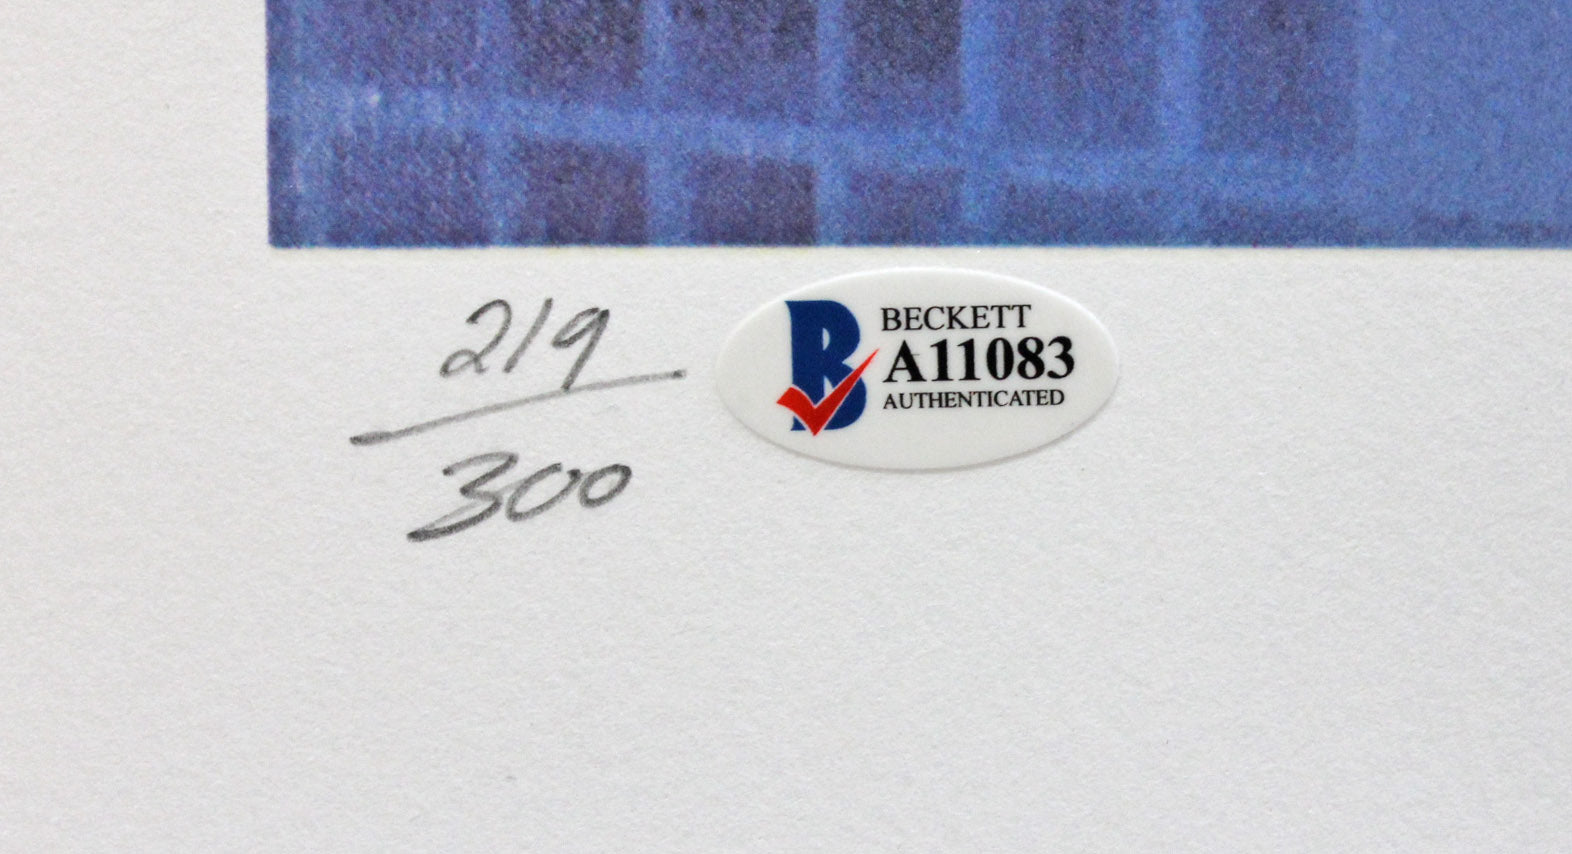 219
300
BECKETT
A11083
AUTHENTICATED